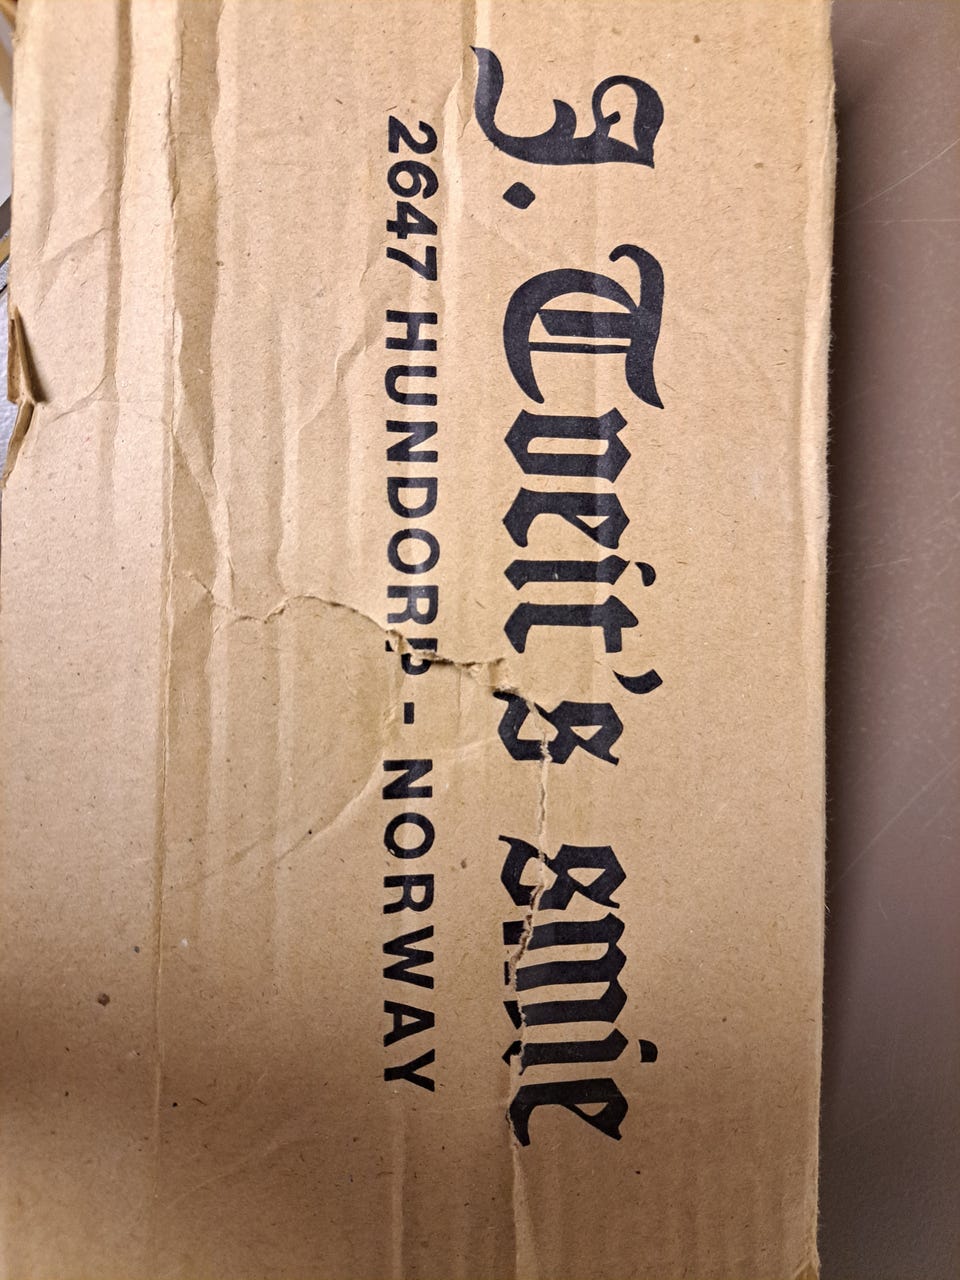 J. Tveit's smie
2647 HUNDORP - NORWAY